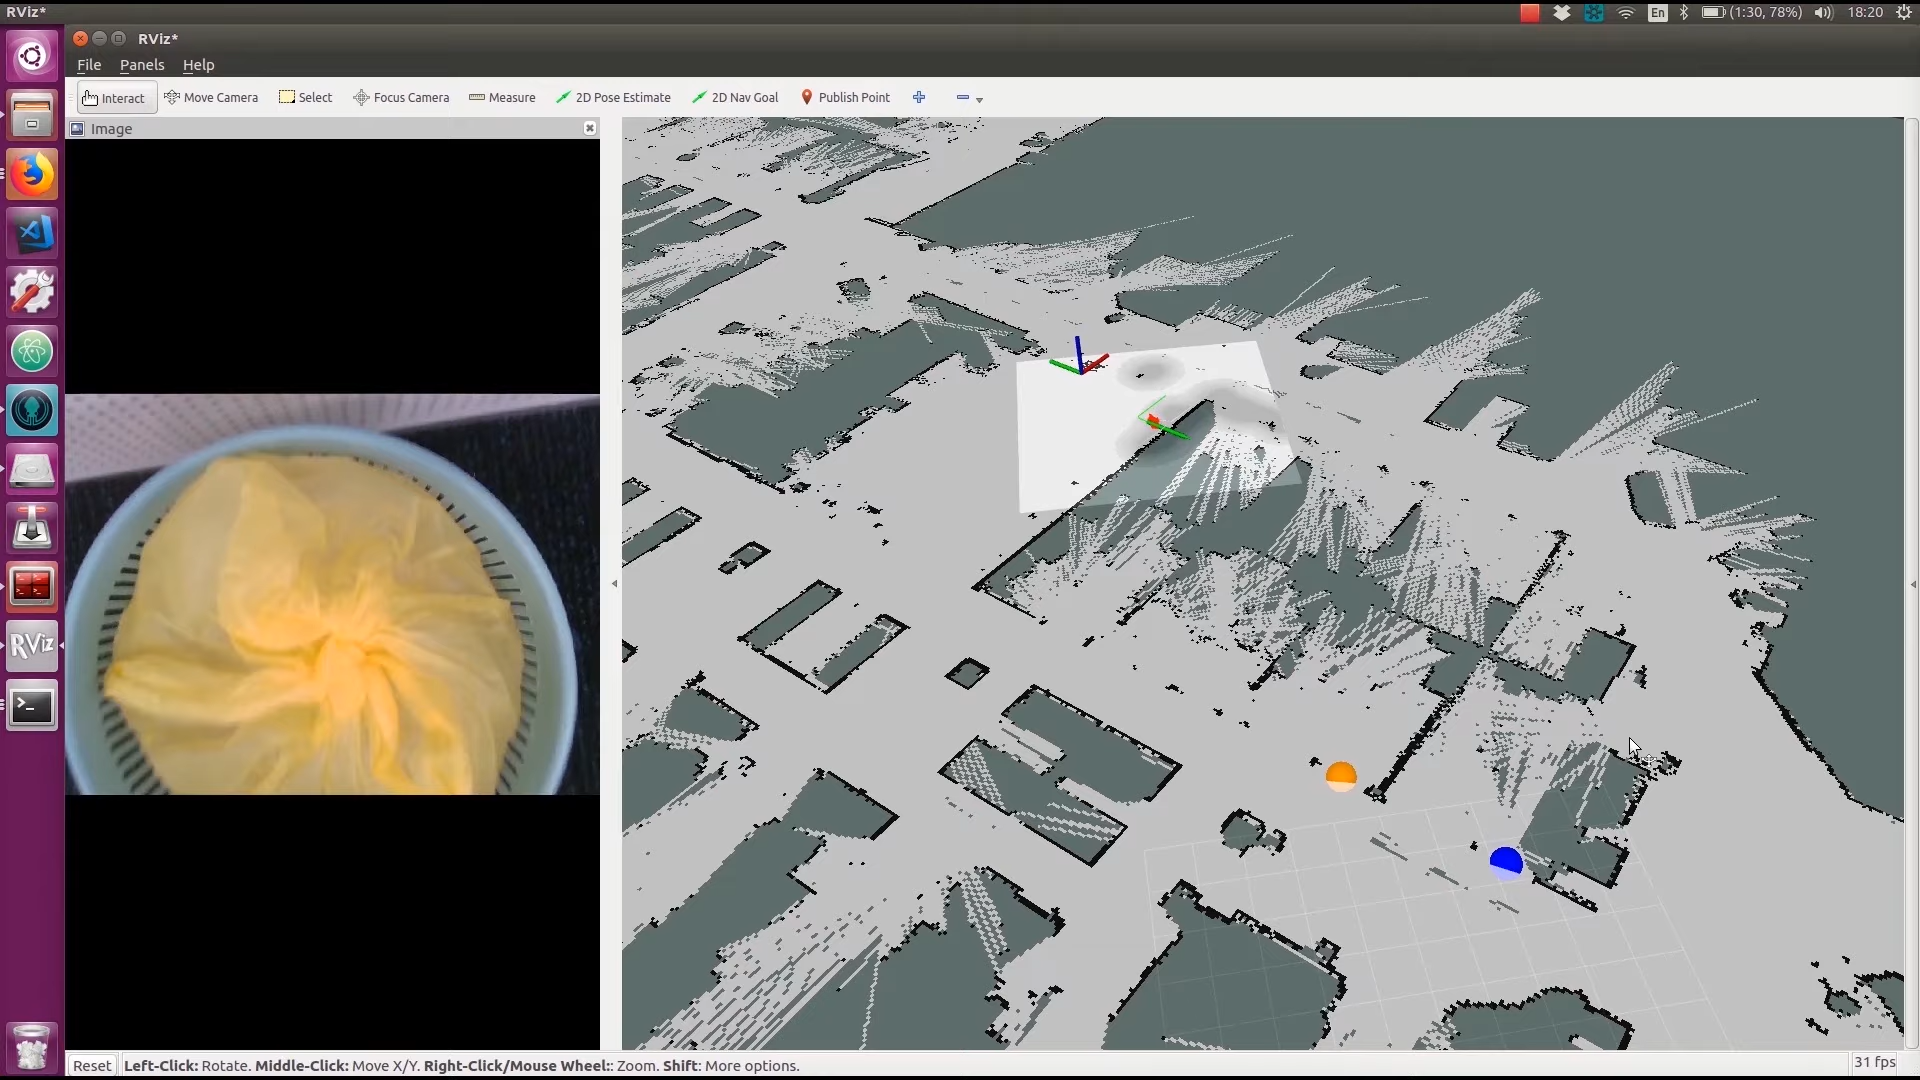 RViz*
En
(1:30, 78%)
18:20
RViz*
File Panels Help
Interact Move Camera Select Focus Camera Measure 2D Pose Estimate 2D Nav Goal Publish Point
Image
RViz
Reset Left-Click: Rotate. Middle-Click: Move X/Y. Right-Click/Mouse Wheel:: Zoom. Shift: More options.
31 fps